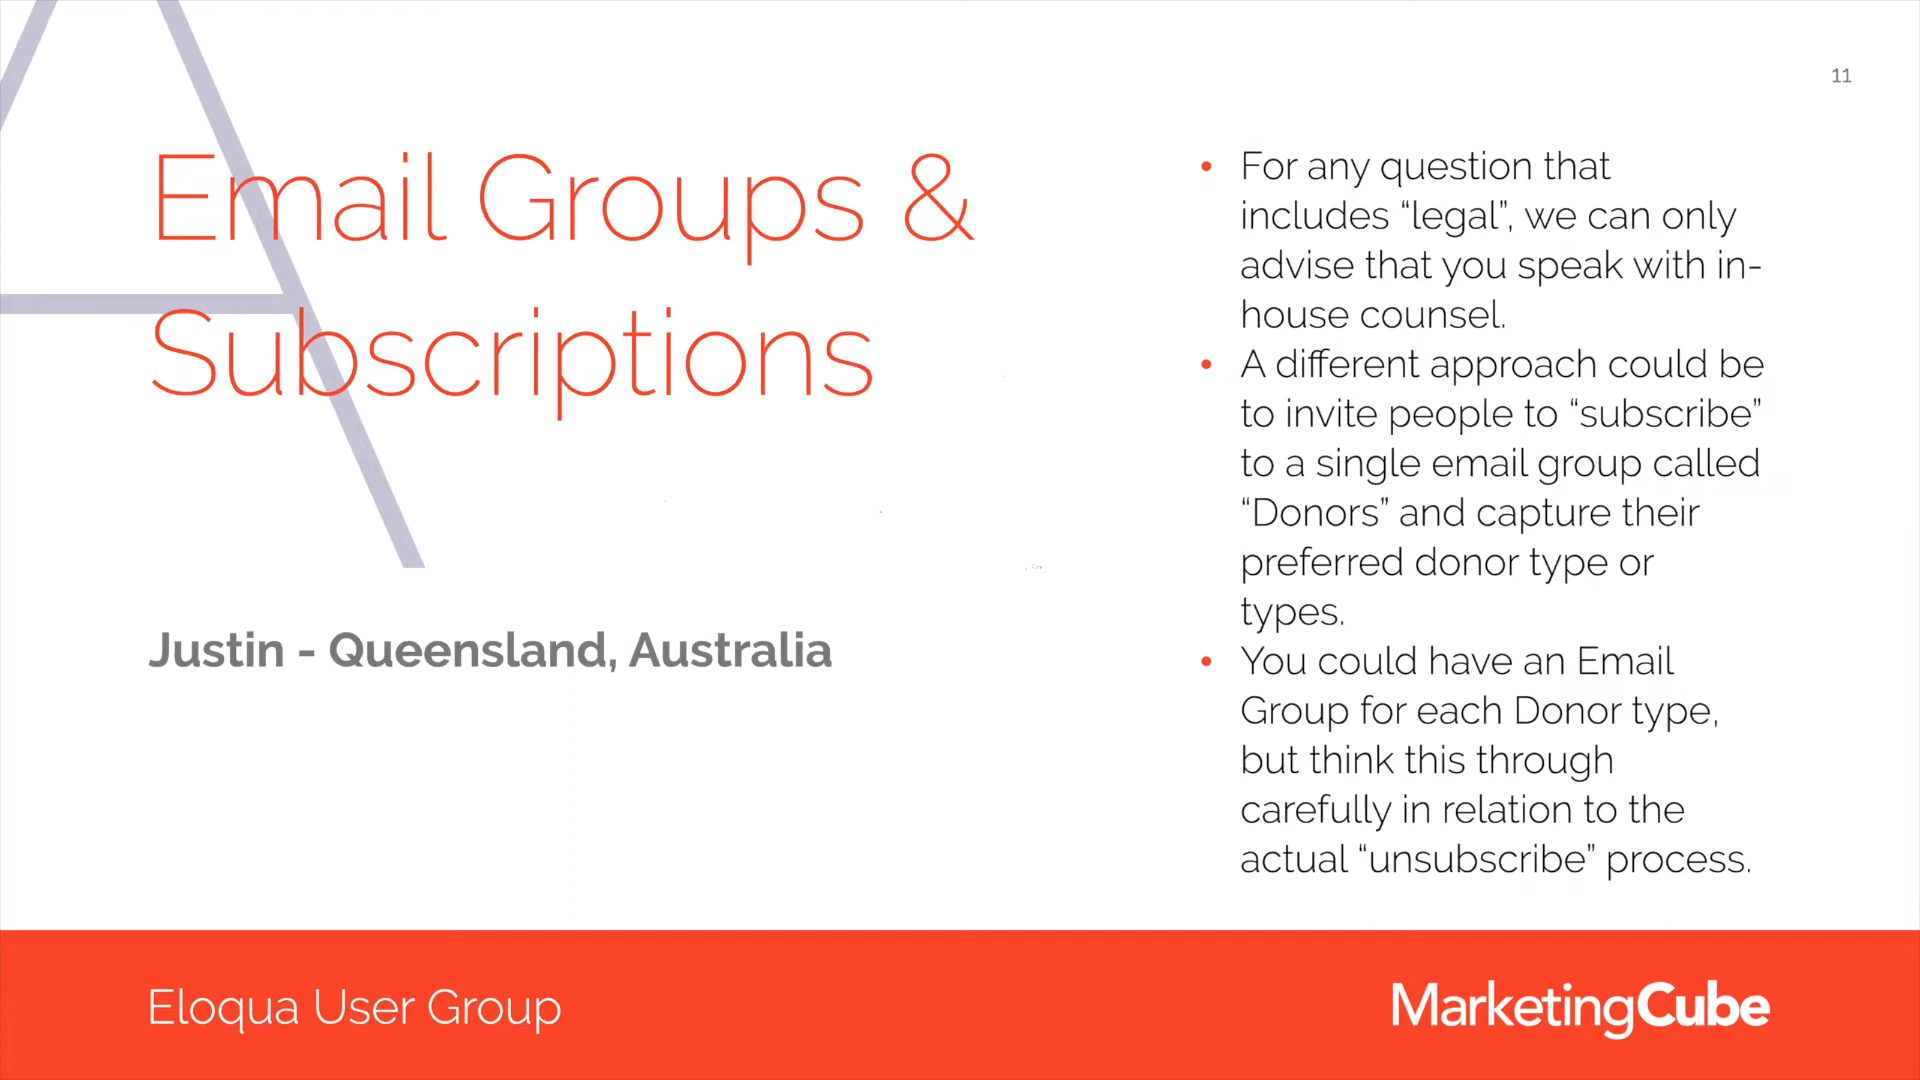 11
Email Groups &
Subscriptions
Justin - Queensland, Australia
• For any question that
includes “legal”, we can only
advise that you speak with in-
house counsel.
• A different approach could be
to invite people to “subscribe”
to a single email group called
“Donors” and capture their
preferred donor type or
types.
• You could have an Email
Group for each Donor type,
but think this through
carefully in relation to the
actual “unsubscribe” process.
Eloqua User Group
MarketingCube